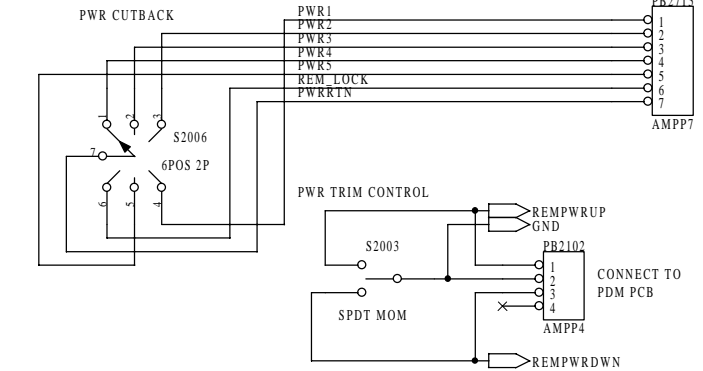 PB2713
PWR CUTBACK
PWR1
PWR2
PWR3
PWR4
PWR5
REM_LOCK
PWRRTN
1
2
3
4
5
6
7
AMPP7
1
2
3
S2006
7
6POS 2P
6
5
4
PWR TRIM CONTROL
REMPWRUP
GND
S2003
PB2102
1
2
3
4
CONNECT TO
PDM PCB
SPDT MOM
AMPP4
REMPWRDWN